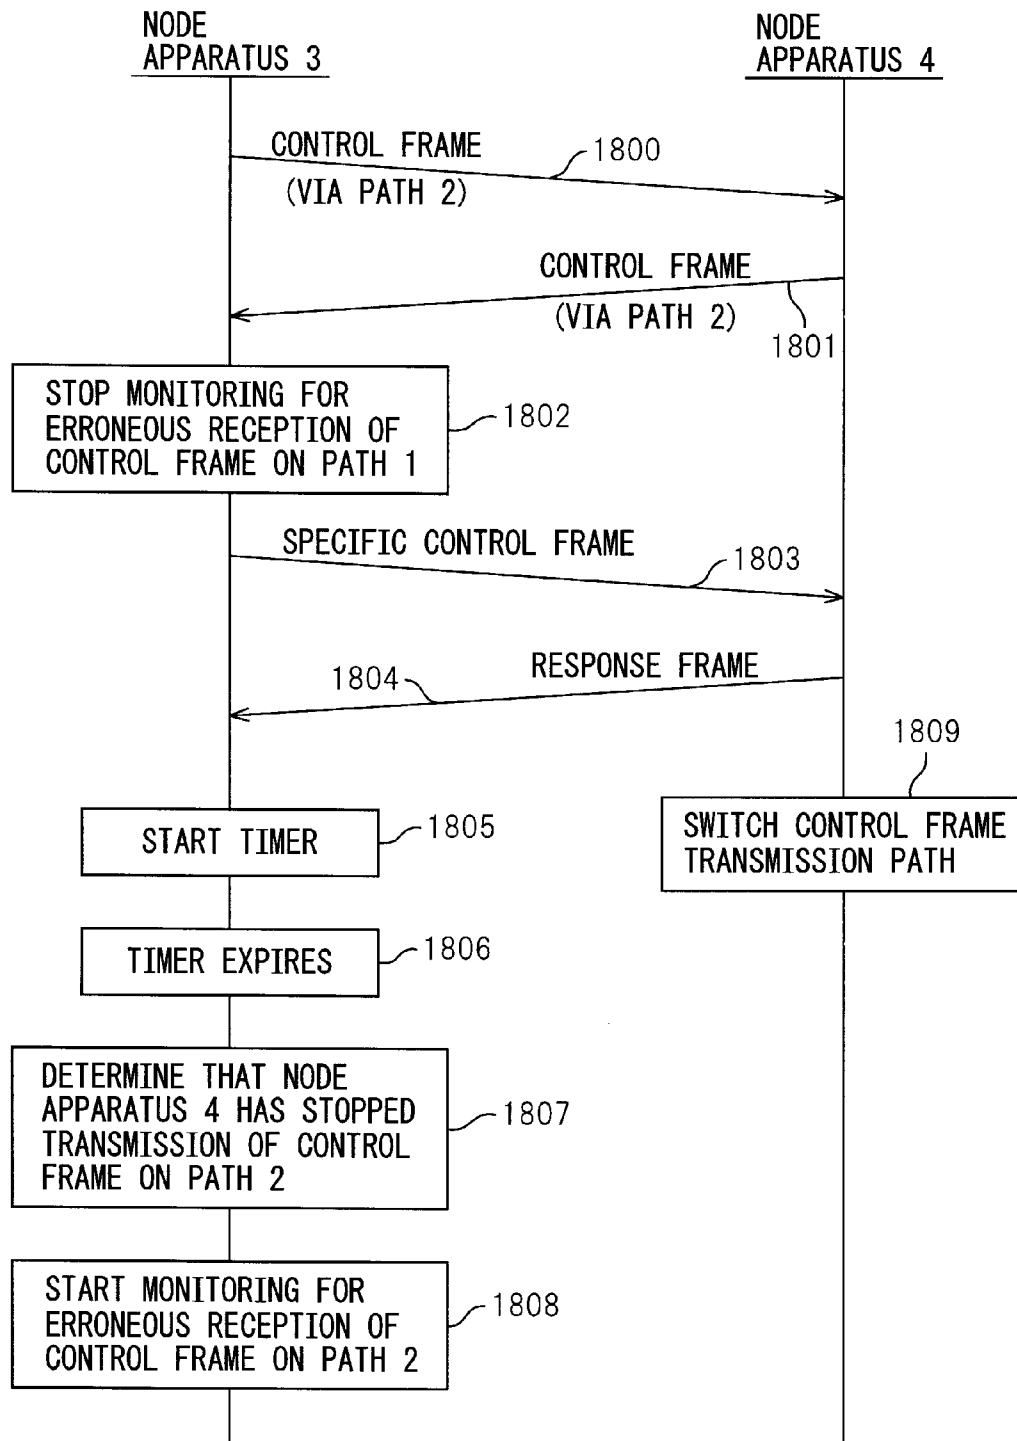 NODE
APPARATUS 3
NODE
APPARATUS 4
CONTROL FRAME
(VIA PATH 2)
1800
CONTROL FRAME
(VIA PATH 2)
1801
STOP MONITORING FOR
ERRONEOUS RECEPTION OF
CONTROL FRAME ON PATH 1
1802
SPECIFIC CONTROL FRAME
1803
RESPONSE FRAME
1804
1809
START TIMER
1805
SWITCH CONTROL FRAME
TRANSMISSION PATH
TIMER EXPIRES
1806
DETERMINE THAT NODE
APPARATUS 4 HAS STOPPED
TRANSMISSION OF CONTROL
FRAME ON PATH 2
1807
START MONITORING FOR
ERRONEOUS RECEPTION OF
CONTROL FRAME ON PATH 2
1808